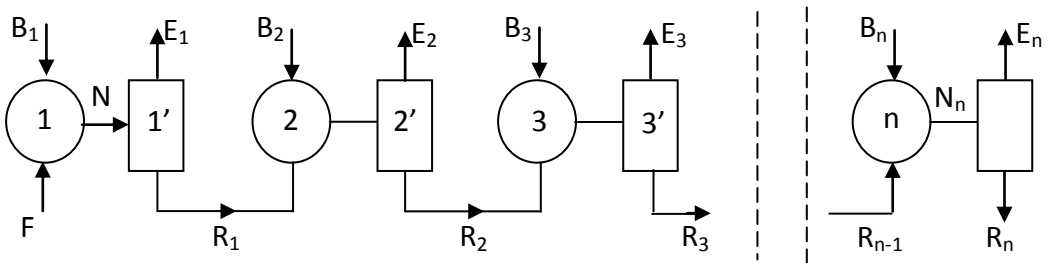 B₁ E₁ B₂ E₂ B₃ E₃ Bₙ Eₙ
1 N 1’ 2 2’ 3 3’ n Nₙ
F R₁ R₂ R₃ Rₙ₋₁ Rₙ